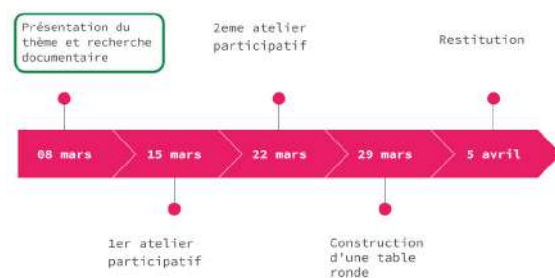 Présentation du
thème et recherche
documentaire
2eme atelier
participatif
Restitution
08 mars
15 mars
22 mars
29 mars
5 avril
1er atelier
participatif
Construction
d'une table
ronde